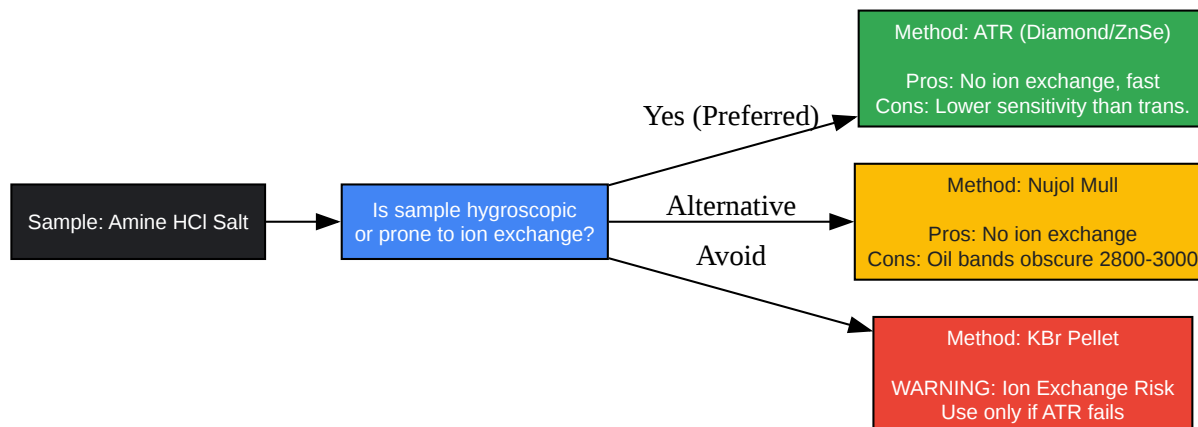 Sample: Amine HCl Salt
Is sample hygroscopic
or prone to ion exchange?
Yes (Preferred)
Alternative
Avoid
Method: ATR (Diamond/ZnSe)
Pros: No ion exchange, fast
Cons: Lower sensitivity than trans.
Method: Nujol Mull
Pros: No ion exchange
Cons: Oil bands obscure 2800-3000
Method: KBr Pellet
WARNING: Ion Exchange Risk
Use only if ATR fails